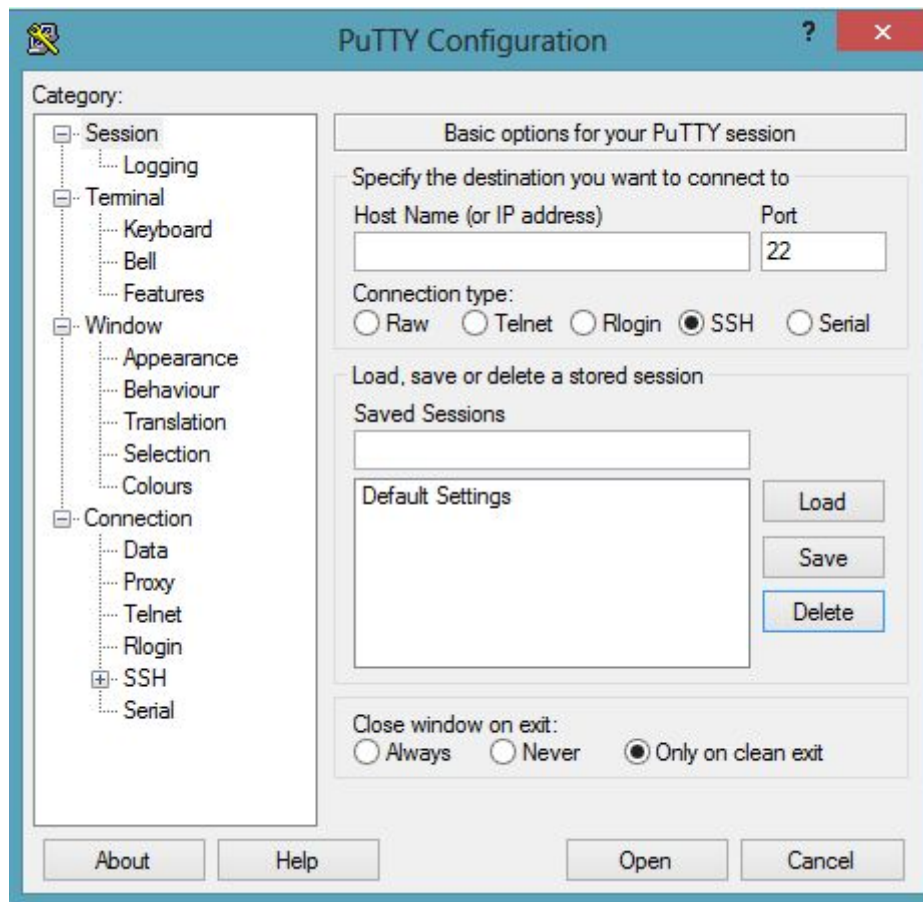 PuTTY Configuration
?
Category:
Session
Logging
Terminal
Keyboard
Bell
Features
Window
Appearance
Behaviour
Translation
Selection
Colours
Connection
Data
Proxy
Telnet
Rlogin
SSH
Serial
Basic options for your PuTTY session
Specify the destination you want to connect to
Host Name (or IP address) Port
22
Connection type:
Raw Telnet Rlogin SSH Serial
Load, save or delete a stored session
Saved Sessions
Default Settings
Load
Save
Delete
Close window on exit:
Always Never Only on clean exit
About Help Open Cancel